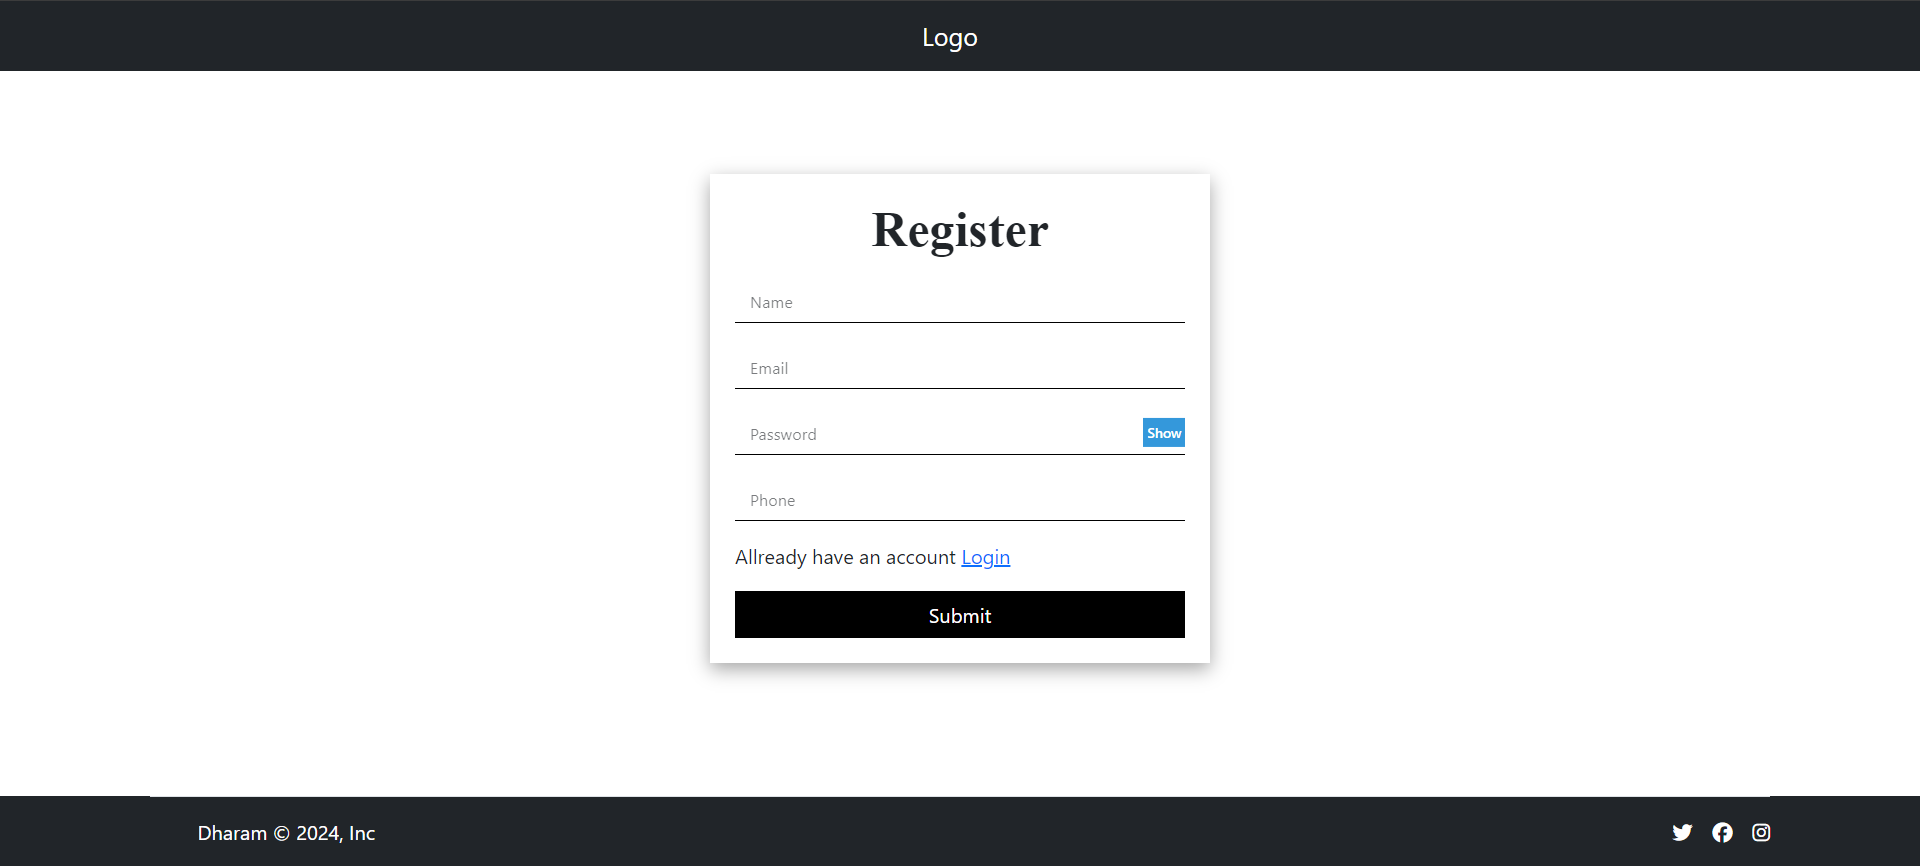 Logo
Register
Name
Email
Password
Show
Phone
Allready have an account Login
Submit
Dharam © 2024, Inc